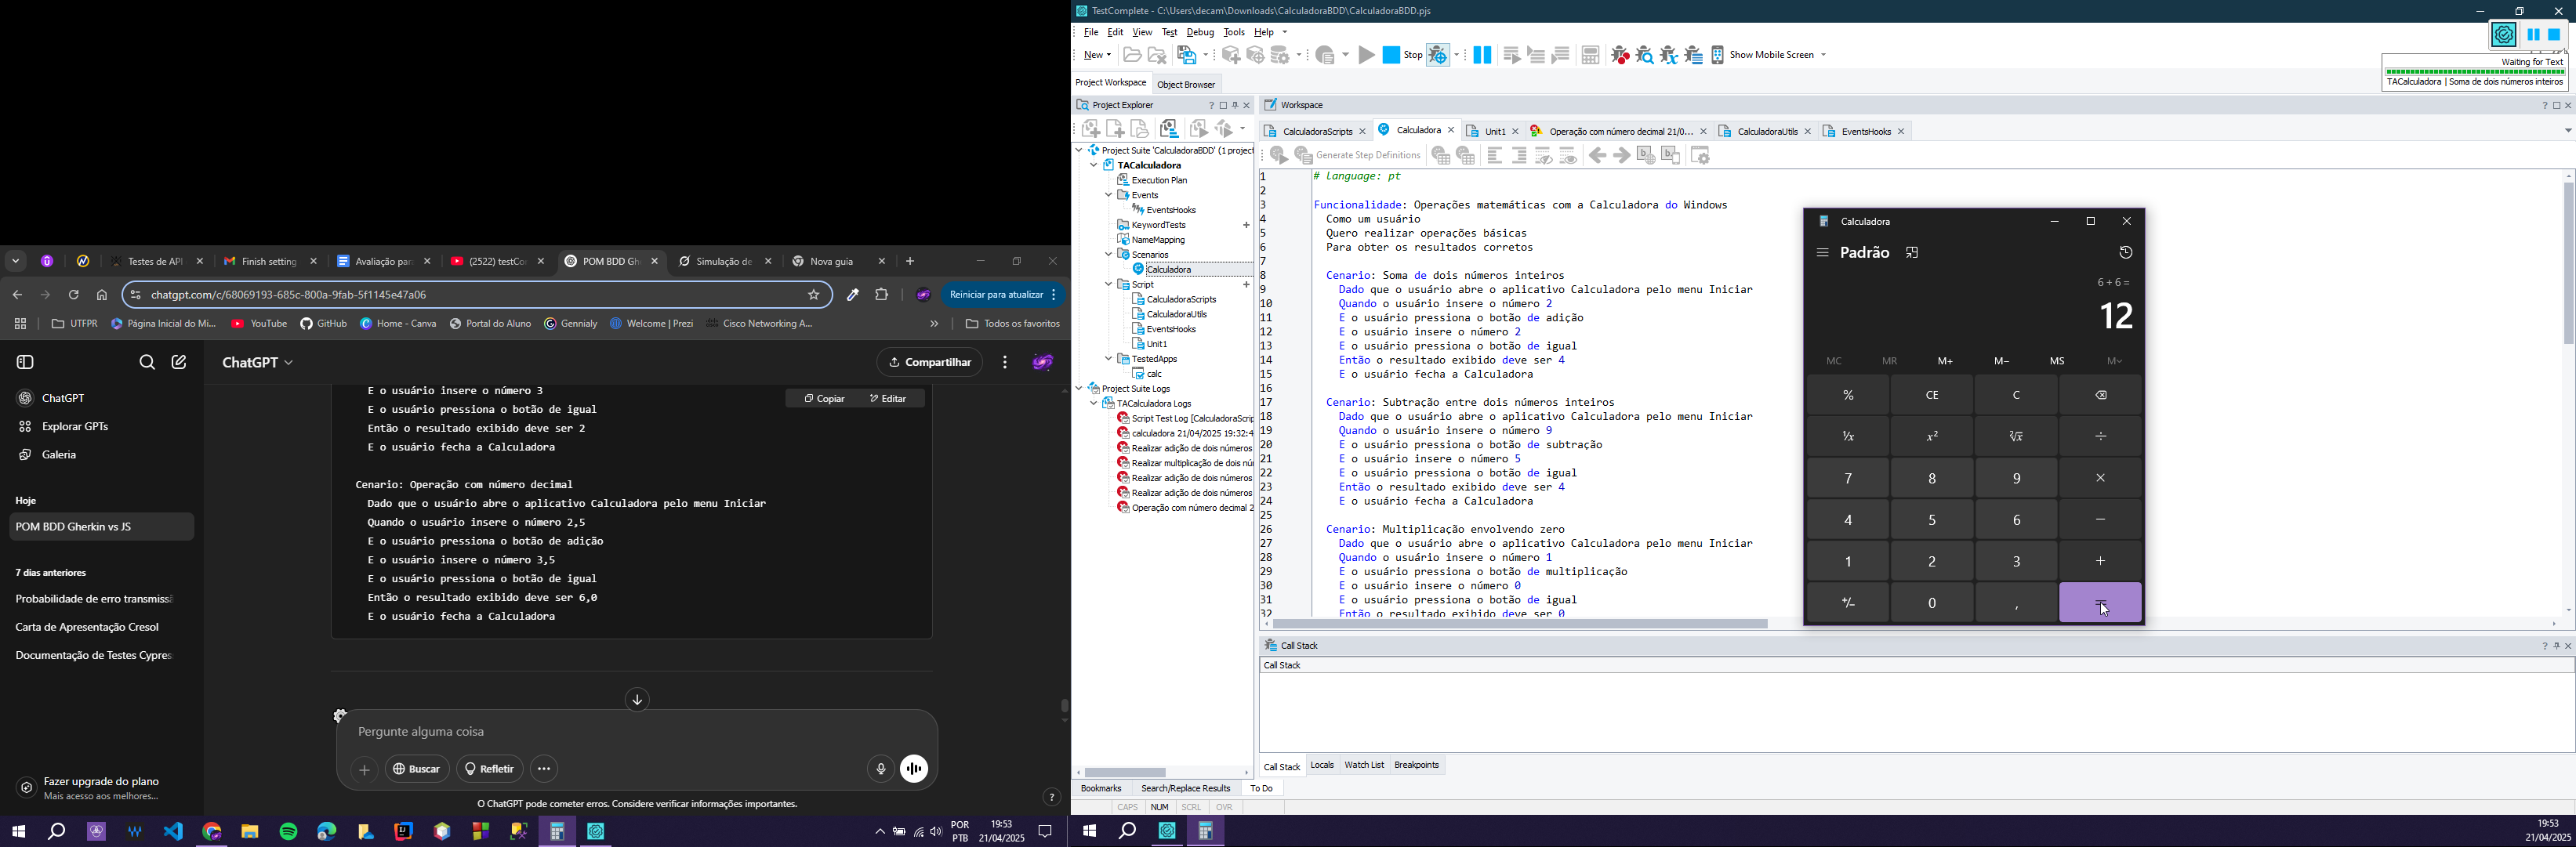 Testes de API
Finish setting
Avaliação par
(2522) testCo
POM BDD Gh
Simulação de
Nova guia
chatgpt.com/c/68069193-685c-800a-9fab-5f1145e47a06
Reiniciar para atualizar
UTFPR
Página Inicial do Mi...
YouTube
GitHub
Home - Canva
Portal do Aluno
Gennialy
Welcome | Prezi
Cisco Networking A...
Todos os favoritos
ChatGPT
Compartilhar
ChatGPT
Explorar GPTs
Galeria
Hoje
POM BDD Gherkin vs JS
7 dias anteriores
Probabilidade de erro transmissã
Carta de Apresentação Cresol
Documentação de Testes Cypres
Fazer upgrade do plano
Mais acesso aos melhores...
Copiar
Editar
E o usuário insere o número 3
E o usuário pressiona o botão de igual
Então o resultado exibido deve ser 2
E o usuário fecha a Calculadora
Cenario: Operação com número decimal
Dado que o usuário abre o aplicativo Calculadora pelo menu Iniciar
Quando o usuário insere o número 2,5
E o usuário pressiona o botão de adição
E o usuário insere o número 3,5
E o usuário pressiona o botão de igual
Então o resultado exibido deve ser 6,0
E o usuário fecha a Calculadora
Pergunte alguma coisa
Buscar
Refletir
O ChatGPT pode cometer erros. Considere verificar informações importantes.
?
POR
PTB
19:53
21/04/2025
TestComplete - C:\Users\decam\Downloads\CalculadoraBDD\CalculadoraBDD.pjs
File Edit View Test Debug Tools Help
New
Stop
Show Mobile Screen
Waiting for Text
TACalculadora | Soma de dois números inteiros
Project Workspace
Object Browser
Project Explorer
Workspace
Project Suite 'CalculadoraBDD' (1 project
TACalculadora
Execution Plan
Events
EventsHooks
KeywordTests
NameMapping
Scenarios
Calculadora
Script
CalculadoraScripts
CalculadoraUtils
EventsHooks
Unit1
TestedApps
calc
Project Suite Logs
TACalculadora Logs
Script Test Log [CalculadoraScrip
calculadora 21/04/2025 19:32:4
Realizar adição de dois números
Realizar multiplicação de dois nú
Realizar adição de dois números
Realizar adição de dois números
Operação com número decimal 2
CalculadoraScripts
Calculadora
Unit1
Operação com número decimal 21/0...
CalculadoraUtils
EventsHooks
Generate Step Definitions
1 # language: pt
2
3 Funcionalidade: Operações matemáticas com a Calculadora do Windows
4 Como um usuário
5 Quero realizar operações básicas
6 Para obter os resultados corretos
7
8 Cenario: Soma de dois números inteiros
9 Dado que o usuário abre o aplicativo Calculadora pelo menu Iniciar
10 Quando o usuário insere o número 2
11 E o usuário pressiona o botão de adição
12 E o usuário insere o número 2
13 E o usuário pressiona o botão de igual
14 Então o resultado exibido deve ser 4
15 E o usuário fecha a Calculadora
16
17 Cenario: Subtração entre dois números inteiros
18 Dado que o usuário abre o aplicativo Calculadora pelo menu Iniciar
19 Quando o usuário insere o número 9
20 E o usuário pressiona o botão de subtração
21 E o usuário insere o número 5
22 E o usuário pressiona o botão de igual
23 Então o resultado exibido deve ser 4
24 E o usuário fecha a Calculadora
25
26 Cenario: Multiplicação envolvendo zero
27 Dado que o usuário abre o aplicativo Calculadora pelo menu Iniciar
28 Quando o usuário insere o número 1
29 E o usuário pressiona o botão de multiplicação
30 E o usuário insere o número 0
31 E o usuário pressiona o botão de igual
32 Então o resultado exibido deve ser 0
Calculadora
Padrão
6 + 6 =
12
MC MR M+ M− MS M
% CE C
¹/x x² ²√x ÷
7 8 9 ×
4 5 6 −
1 2 3 +
+/− 0 , =
Call Stack
Call Stack
Call Stack Locals Watch List Breakpoints
Bookmarks Search/Replace Results To Do
CAPS NUM SCRL OVR
19:53
21/04/2025